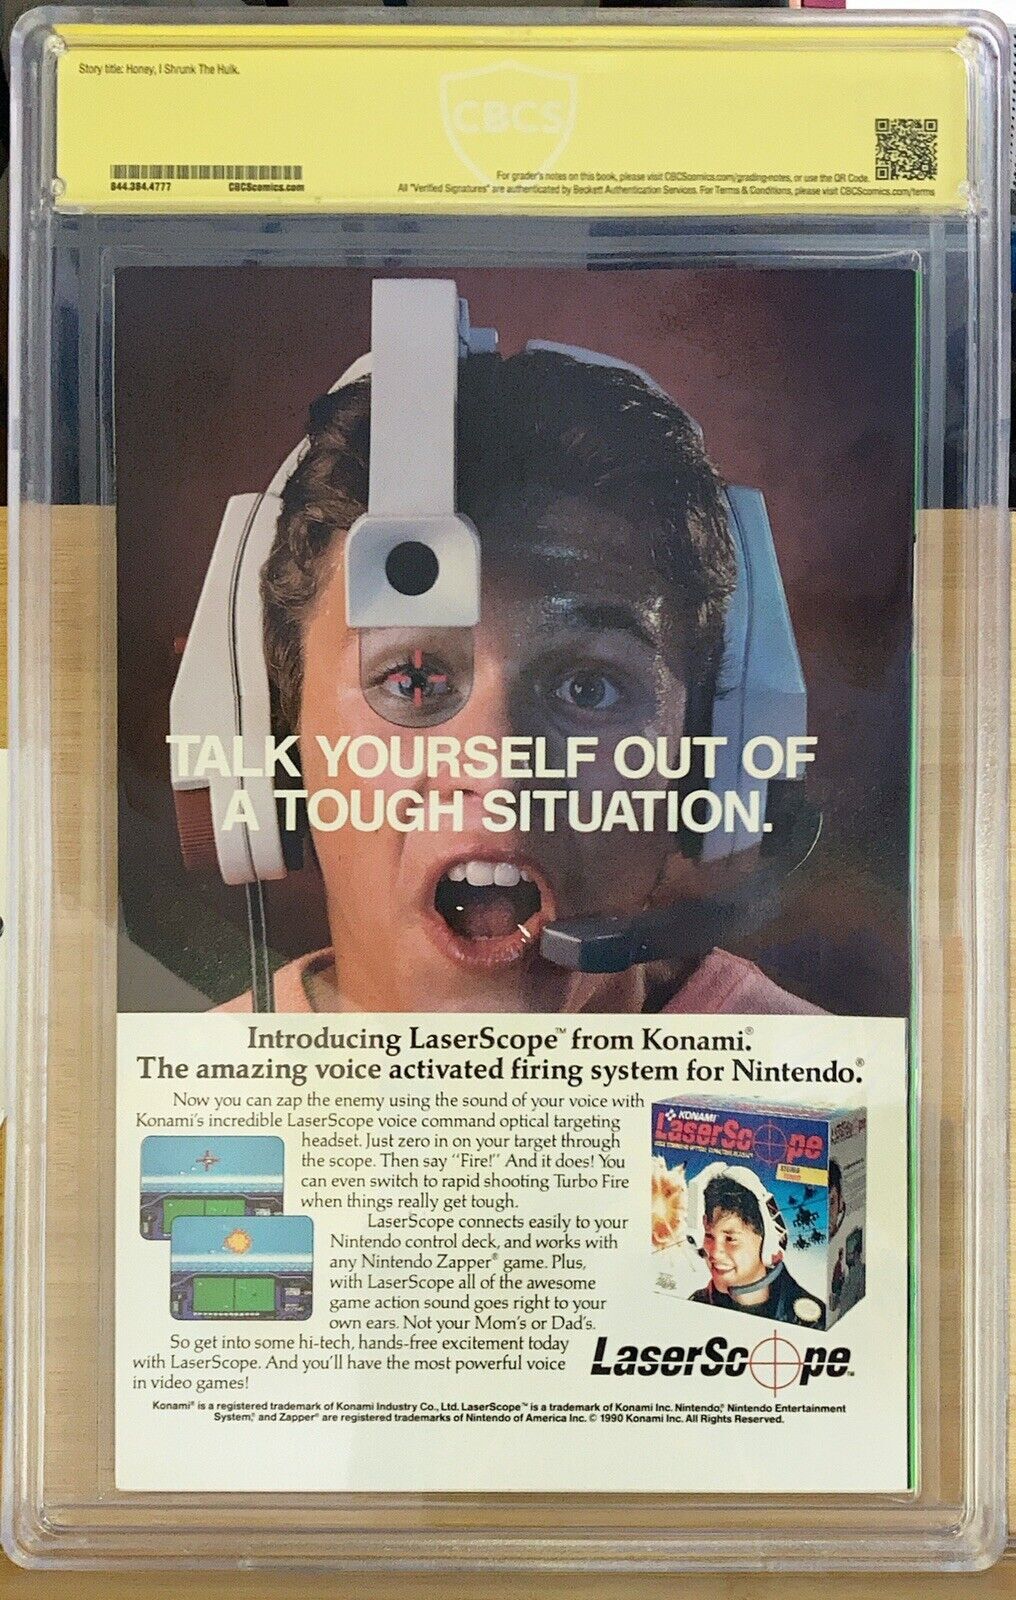 Story title: Honey, I Shrunk The Hulk.
CBCS
844.384.4777
CBCScomics.com
For grader's notes on this book, please visit CBCScomics.com/grading-notes, or use the QR Code.
All "Verified Signatures" are authenticated by Beckett Authentication Services. For Terms & Conditions, please visit CBCScomics.com/terms
TALK YOURSELF OUT OF
A TOUGH SITUATION.
Introducing LaserScope™ from Konami.®
The amazing voice activated firing system for Nintendo.®
Now you can zap the enemy using the sound of your voice with
Konami's incredible LaserScope voice command optical targeting
headset. Just zero in on your target through
the scope. Then say "Fire!" And it does! You
can even switch to rapid shooting Turbo Fire
when things really get tough.
LaserScope connects easily to your
Nintendo control deck, and works with
any Nintendo Zapper® game. Plus,
with LaserScope all of the awesome
game action sound goes right to your
own ears. Not your Mom's or Dad's.
So get into some hi-tech, hands-free excitement today
with LaserScope. And you'll have the most powerful voice
in video games!
KONAMI
LaserScope
LaserScope™
Konami® is a registered trademark of Konami Industry Co., Ltd. LaserScope™ is a trademark of Konami Inc. Nintendo,® Nintendo Entertainment
System,® and Zapper® are registered trademarks of Nintendo of America Inc. © 1990 Konami Inc. All Rights Reserved.